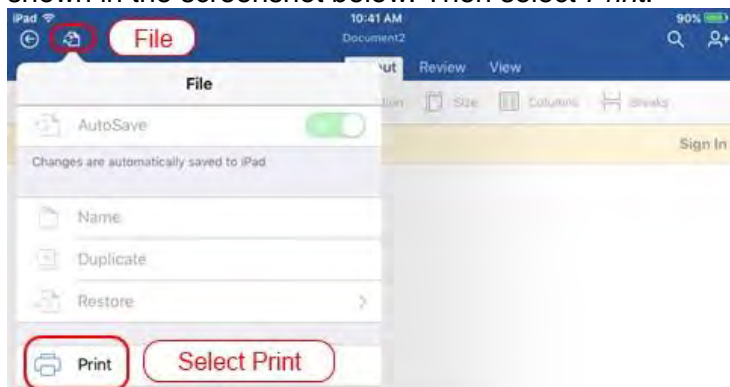 shown in the screenshot below. Then select Print.
iPad 10:41 AM 90%
File Document2
File out Review View
Size Columns Breaks
AutoSave
Sign In
Changes are automatically saved to iPad
Name
Duplicate
Restore
Print Select Print